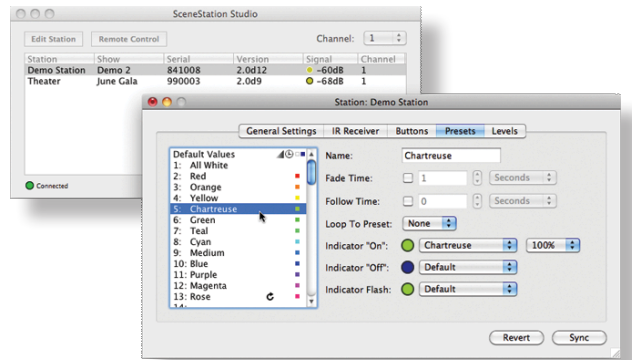 SceneStation Studio
Edit Station Remote Control Channel: 1
Station Show Serial Version Signal Channel
Demo Station Demo 2 841008 2.0d12 -60dB 1
Theater June Gala 990003 2.0d9 -68dB 1
Connected
Station: Demo Station
General Settings IR Receiver Buttons Presets Levels
Default Values
1: All White
2: Red
3: Orange
4: Yellow
5: Chartreuse
6: Green
7: Teal
8: Cyan
9: Medium
10: Blue
11: Purple
12: Magenta
13: Rose
14:
Name: Chartreuse
Fade Time: 1 Seconds
Follow Time: 0 Seconds
Loop To Preset: None
Indicator "On": Chartreuse 100%
Indicator "Off": Default
Indicator Flash: Default
Revert Sync